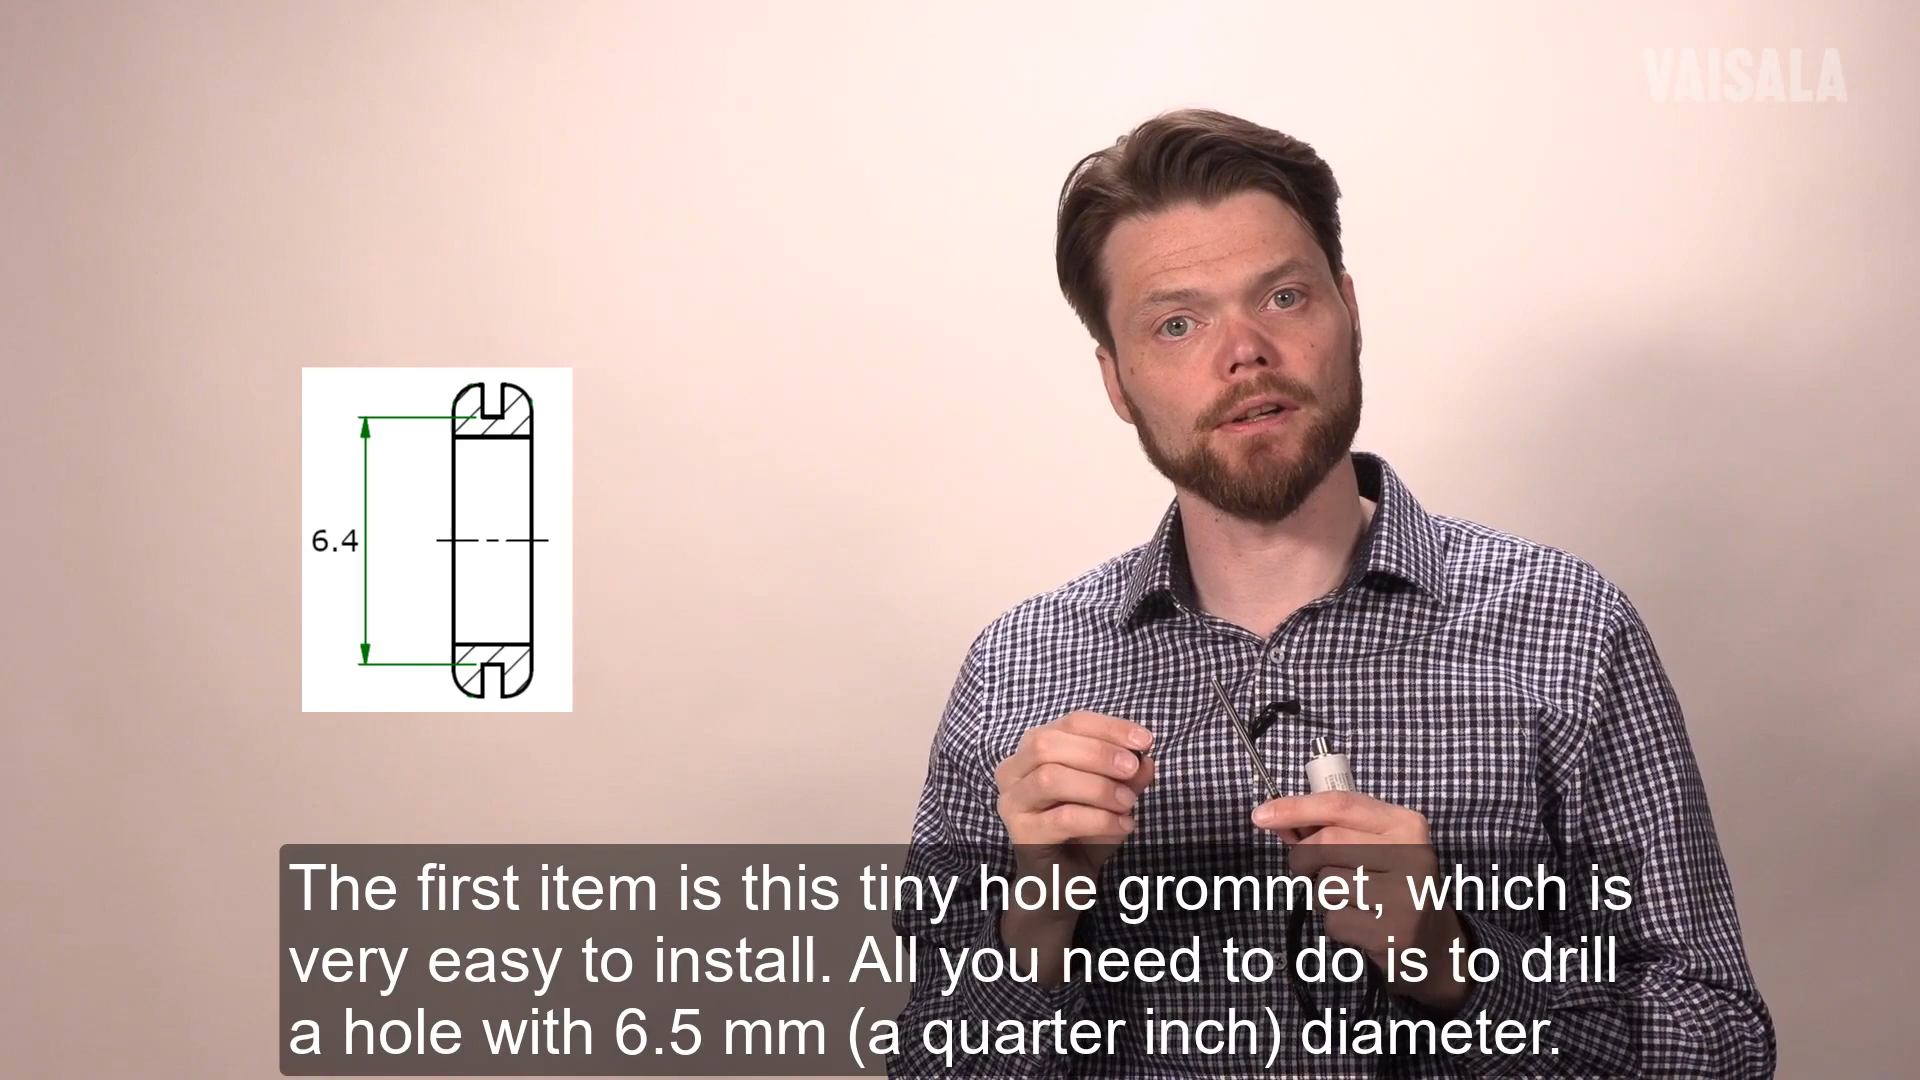 VAISALA
6.4
The first item is this tiny hole grommet, which is
very easy to install. All you need to do is to drill
a hole with 6.5 mm (a quarter inch) diameter.